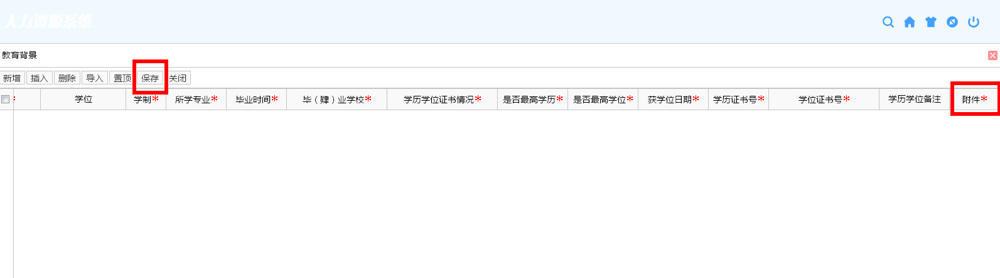 人力资源系统
教育背景
新增 插入 删除 导入 置顶 保存 关闭
* 学位 学制* 所学专业* 毕业时间* 毕（肄）业学校* 学历学位证书情况* 是否最高学历* 是否最高学位* 获学位日期* 学历证书号* 学位证书号* 学历学位备注 附件*